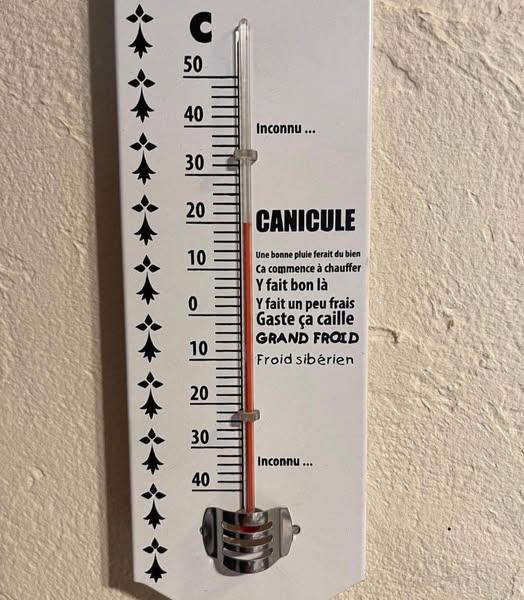 C
50
40
Inconnu ...
30
20
CANICULE
Une bonne pluie ferait du bien
10
Ca commence à chauffer
Y fait bon là
0
Y fait un peu frais
Gaste ça caille
GRAND FROID
10
Froid sibérien
20
30
Inconnu ...
40